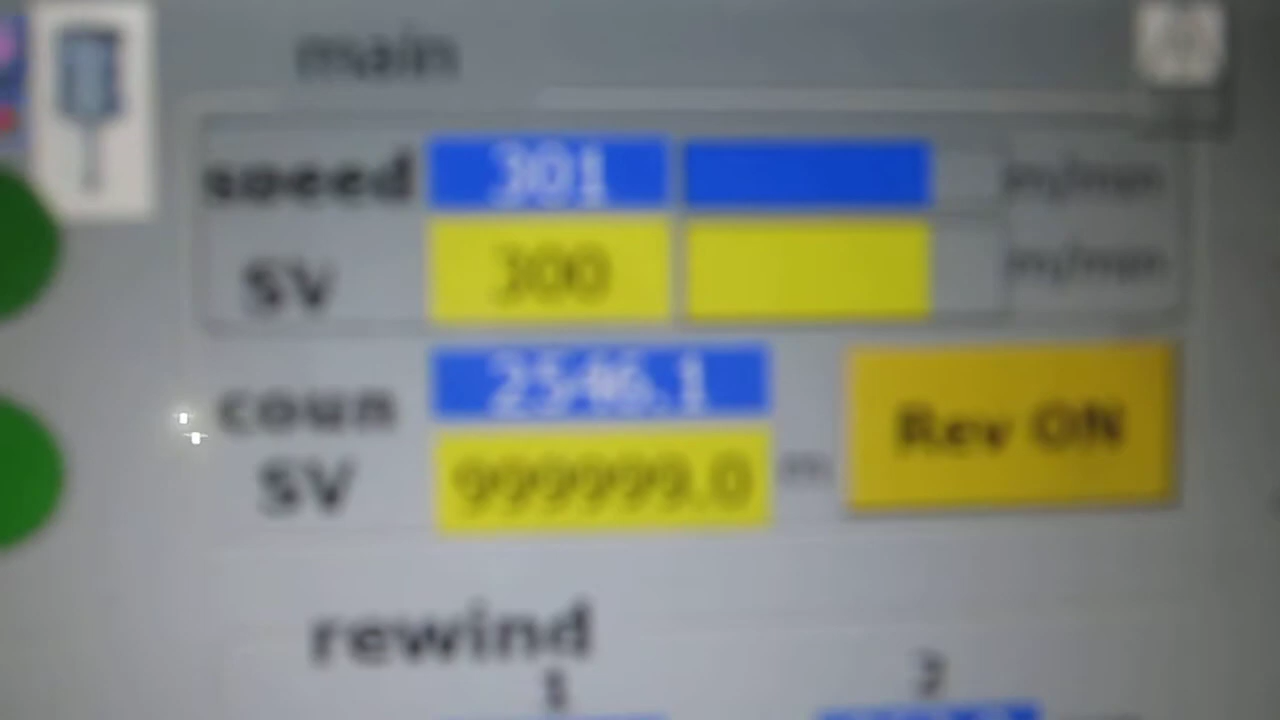 main
speed 301 m/min
SV 300 m/min
coun 2546.1
SV 999999.0 m
Rev ON
rewind
1 2